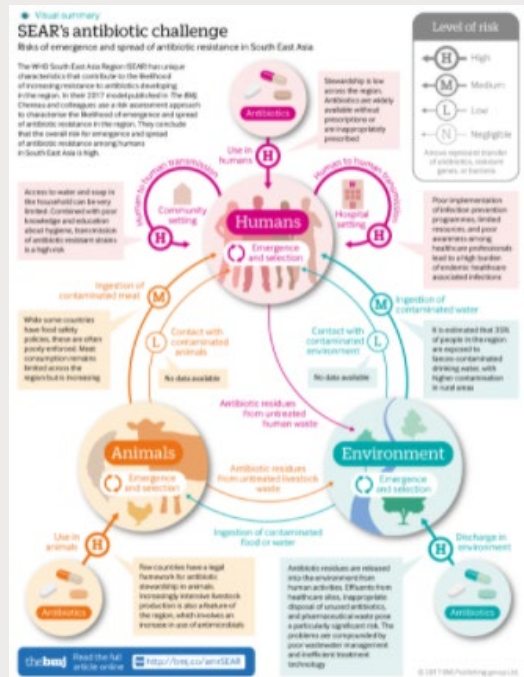 Visual summary
SEAR's antibiotic challenge
Risks of emergence and spread of antibiotic resistance in South East Asia
The WHO South East Asia Region (SEAR) has unique
characteristics that contribute to the likelihood
of increasing resistance to antibiotics developing
in the region. In their 2017 model published in The BMJ,
Chereau and colleagues use a risk assessment approach
to characterise the likelihood of emergence and spread
of antibiotic resistance in the region. They conclude
that the overall risk for emergence and spread
of antibiotic resistance among humans
in South East Asia is high.
Level of risk
H High
M Medium
L Low
N Negligible
Arrows represent transfer
of antibiotics, resistance
genes, or bacteria
Antibiotics
Stewardship is low
across the region.
Antibiotics are widely
available without
prescriptions or
are inappropriately
prescribed
Use in
humans
H
Human to human transmission
Community
setting
H
Human to human transmission
Hospital
setting
H
Access to water and soap in
the household can be very
limited. Combined with poor
knowledge and education
about hygiene, transmission
of antibiotic resistant strains
is a high risk
Humans
Emergence
and selection
Poor implementation
of infection prevention
programmes, limited
resources, and poor
awareness among
healthcare professionals
lead to a high burden
of endemic healthcare
associated infections
Ingestion of
contaminated meat
M
M
Ingestion of
contaminated water
While some countries
have food safety
policies, these are often
poorly enforced. Meat
consumption remains
limited across the
region but is increasing
L
Contact with
contaminated
animals
No data available
Contact with
contaminated
environment
L
No data available
It is estimated that 35%
of people in the region
are exposed to
faeces-contaminated
drinking water, with
higher contamination
in rural areas
Antibiotic residues
from untreated
human waste
Animals
Emergence
and selection
Environment
Emergence
and selection
Antibiotic residues
from untreated livestock
waste
Ingestion of contaminated
food or water
Use in
animals
H
Antibiotics
Few countries have a legal
framework for antibiotic
stewardship in animals.
Increasingly intensive livestock
production is also a feature of
the region, which involves an
increase in use of antimicrobials
Antibiotic residues are released
into the environment from
human activities. Effluents from
healthcare sites, inappropriate
disposal of unused antibiotics,
and pharmaceutical waste pose
a particularly significant risk. The
problems are compounded by
poor wastewater management
and inefficient treatment
technology
Discharge in
environment
H
Antibiotics
thebmj
Read the full
article online
http://bmj.co/amrSEAR
© 2017 BMJ Publishing group Ltd.